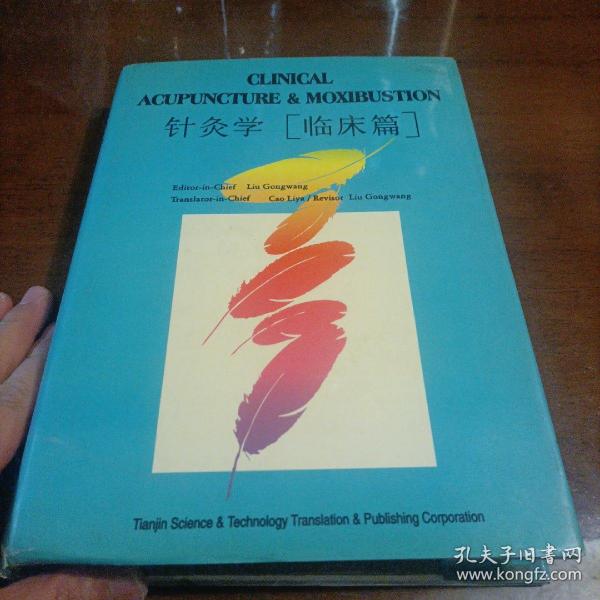 CLINICAL
ACUPUNCTURE & MOXIBUSTION
针灸学 [临床篇]
Editor-in-Chief Liu Gongwang
Translator-in-Chief Cao Liya / Revisor Liu Gongwang
Tianjin Science & Technology Translation & Publishing Corporation
孔夫子旧书网
www.kongfz.com